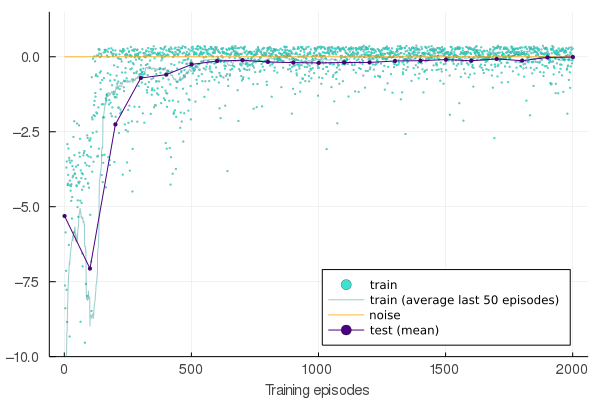 0.0
−2.5
−5.0
−7.5
−10.0
train
train (average last 50 episodes)
noise
test (mean)
0 500 1000 1500 2000
Training episodes